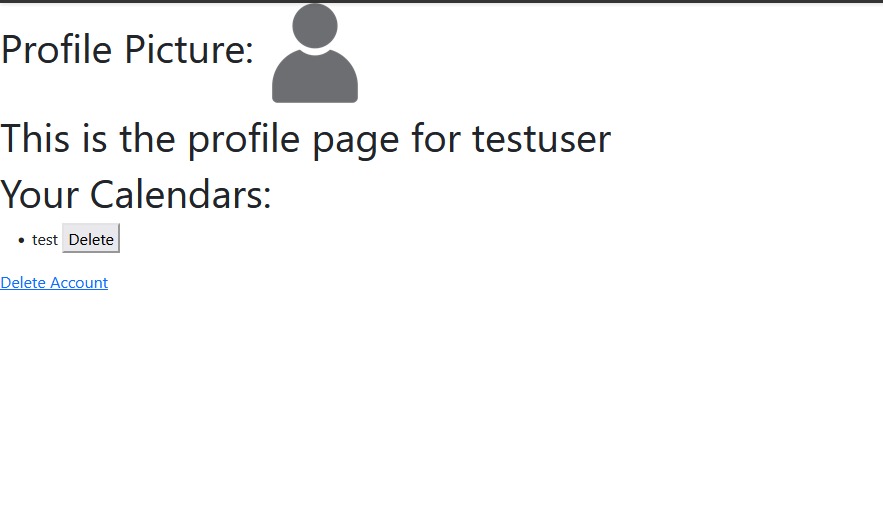 Profile Picture:
This is the profile page for testuser
Your Calendars:
• test Delete
Delete Account